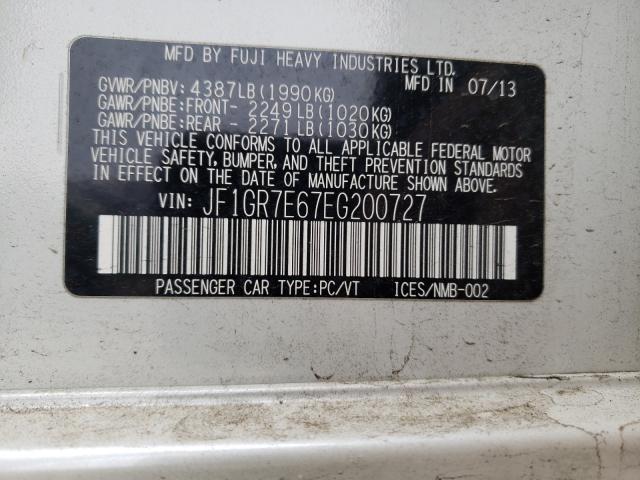 MFD BY FUJI HEAVY INDUSTRIES LTD.
MFD IN 07/13
GVWR/PNBV: 4387LB (1990KG)
GAWR/PNBE:FRONT- 2249LB (1020KG)
GAWR/PNBE:REAR - 2271LB (1030KG)
THIS VEHICLE CONFORMS TO ALL APPLICABLE FEDERAL MOTOR
VEHICLE SAFETY, BUMPER, AND THEFT PREVENTION STANDARDS
IN EFFECT ON THE DATE OF MANUFACTURE SHOWN ABOVE.
VIN: JF1GR7E67EG200727
PASSENGER CAR TYPE:PC/VT ICES/NMB-002